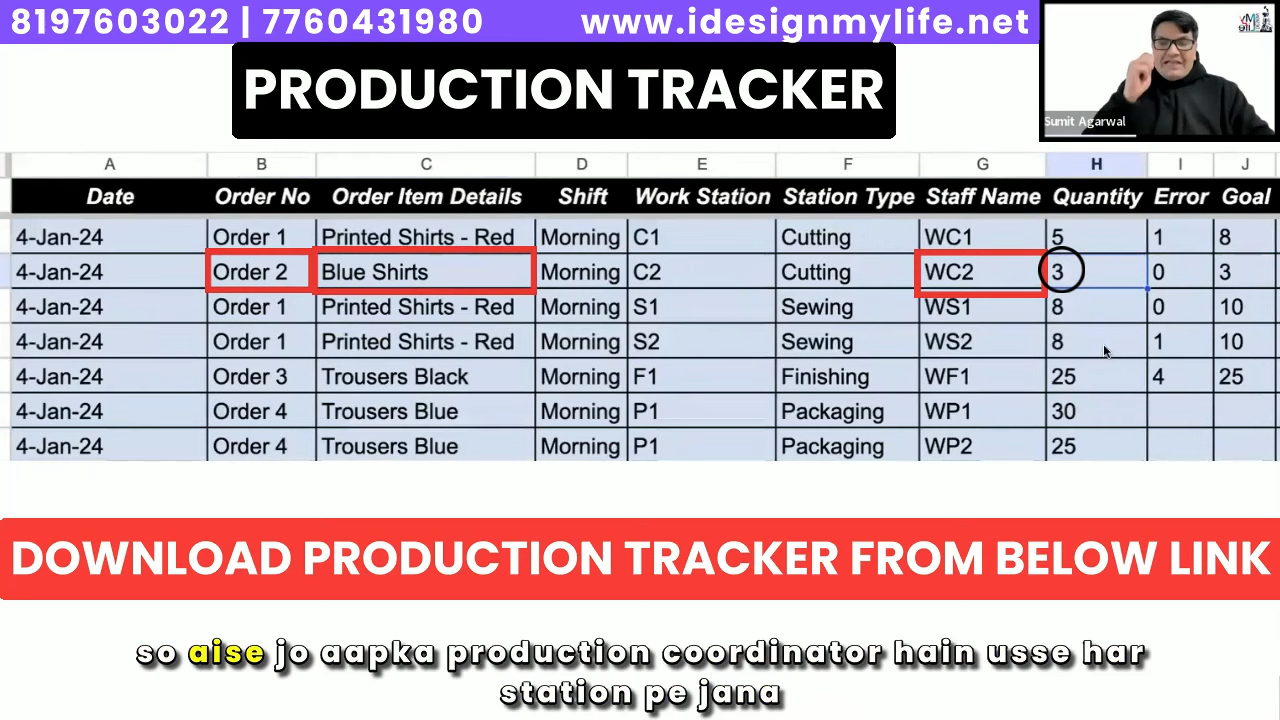 8197603022 | 7760431980 www.idesignmylife.net
PRODUCTION TRACKER
Sumit Agarwal
A B C D E F G H I J
Date Order No Order Item Details Shift Work Station Station Type Staff Name Quantity Error Goal
4-Jan-24 Order 1 Printed Shirts - Red Morning C1 Cutting WC1 5 1 8
4-Jan-24 Order 2 Blue Shirts Morning C2 Cutting WC2 3 0 3
4-Jan-24 Order 1 Printed Shirts - Red Morning S1 Sewing WS1 8 0 10
4-Jan-24 Order 1 Printed Shirts - Red Morning S2 Sewing WS2 8 1 10
4-Jan-24 Order 3 Trousers Black Morning F1 Finishing WF1 25 4 25
4-Jan-24 Order 4 Trousers Blue Morning P1 Packaging WP1 30
4-Jan-24 Order 4 Trousers Blue Morning P1 Packaging WP2 25
DOWNLOAD PRODUCTION TRACKER FROM BELOW LINK
so aise jo aapka production coordinator hain usse har
station pe jana